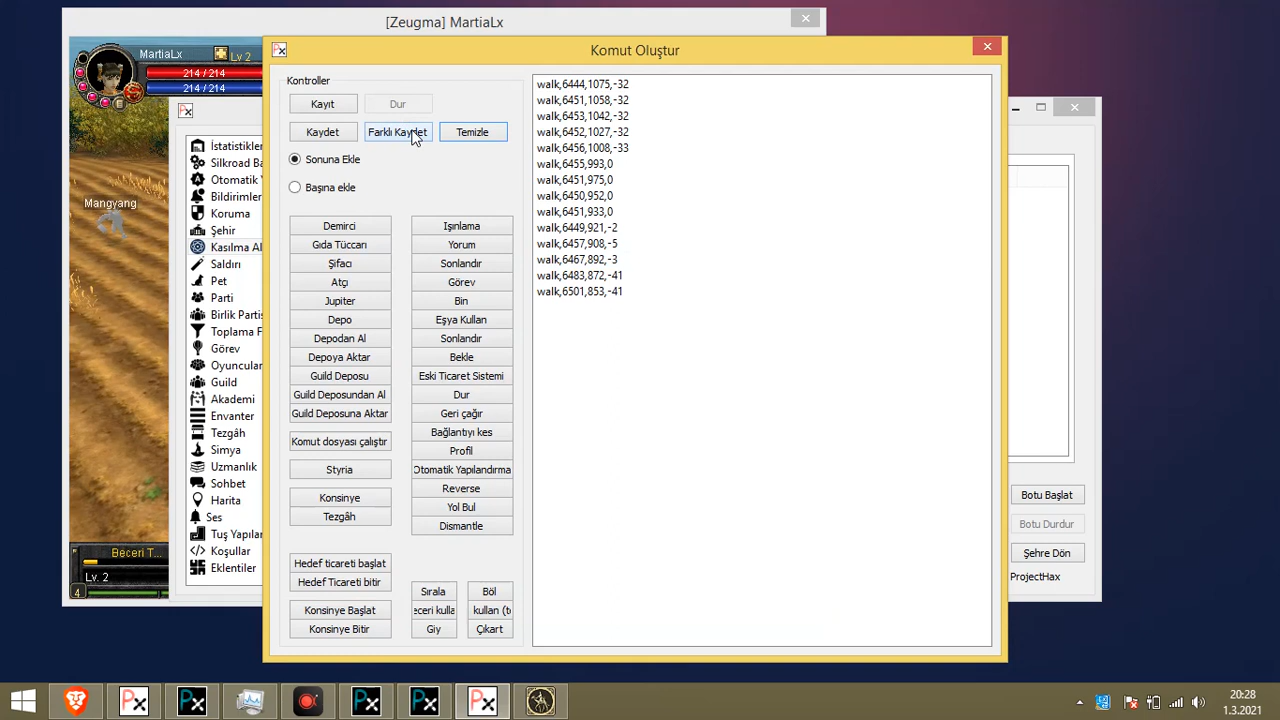 [Zeugma] MartiaLx
MartiaLx
Lv 2
214 / 214
214 / 214
Mangyang
Beceri T...
Lv. 2
4
İstatistikler
Silkroad Ba
Otomatik
Bildirimler
Koruma
Şehir
Kasılma Al
Saldırı
Pet
Parti
Birlik Partis
Toplama F
Görev
Oyuncular
Guild
Akademi
Envanter
Tezgâh
Simya
Uzmanlık
Sohbet
Harita
Ses
Tuş Yapılan
Koşullar
Eklentiler
Komut Oluştur
Kontroller
Kayıt
Dur
Kaydet
Farklı Kaydet
Temizle
Sonuna Ekle
Başına ekle
Demirci
Işınlama
Gıda Tüccarı
Yorum
Şifacı
Sonlandır
Atçı
Görev
Jupiter
Bin
Depo
Eşya Kullan
Depodan Al
Sonlandır
Depoya Aktar
Bekle
Guild Deposu
Eski Ticaret Sistemi
Guild Deposundan Al
Dur
Guild Deposuna Aktar
Geri çağır
Bağlantıyı kes
Komut dosyası çalıştır
Profil
Styria
Otomatik Yapılandırma
Reverse
Konsinye
Yol Bul
Tezgâh
Dismantle
Hedef ticareti başlat
Hedef Ticareti bitir
Sırala
Böl
Konsinye Başlat
eceri kulla
kullan (t
Konsinye Bitir
Giy
Çıkart
walk,6444,1075,-32
walk,6451,1058,-32
walk,6453,1042,-32
walk,6452,1027,-32
walk,6456,1008,-33
walk,6455,993,0
walk,6451,975,0
walk,6450,952,0
walk,6451,933,0
walk,6449,921,-2
walk,6457,908,-5
walk,6467,892,-3
walk,6483,872,-41
walk,6501,853,-41
Botu Başlat
Botu Durdur
Şehre Dön
ProjectHax
20:28
1.3.2021